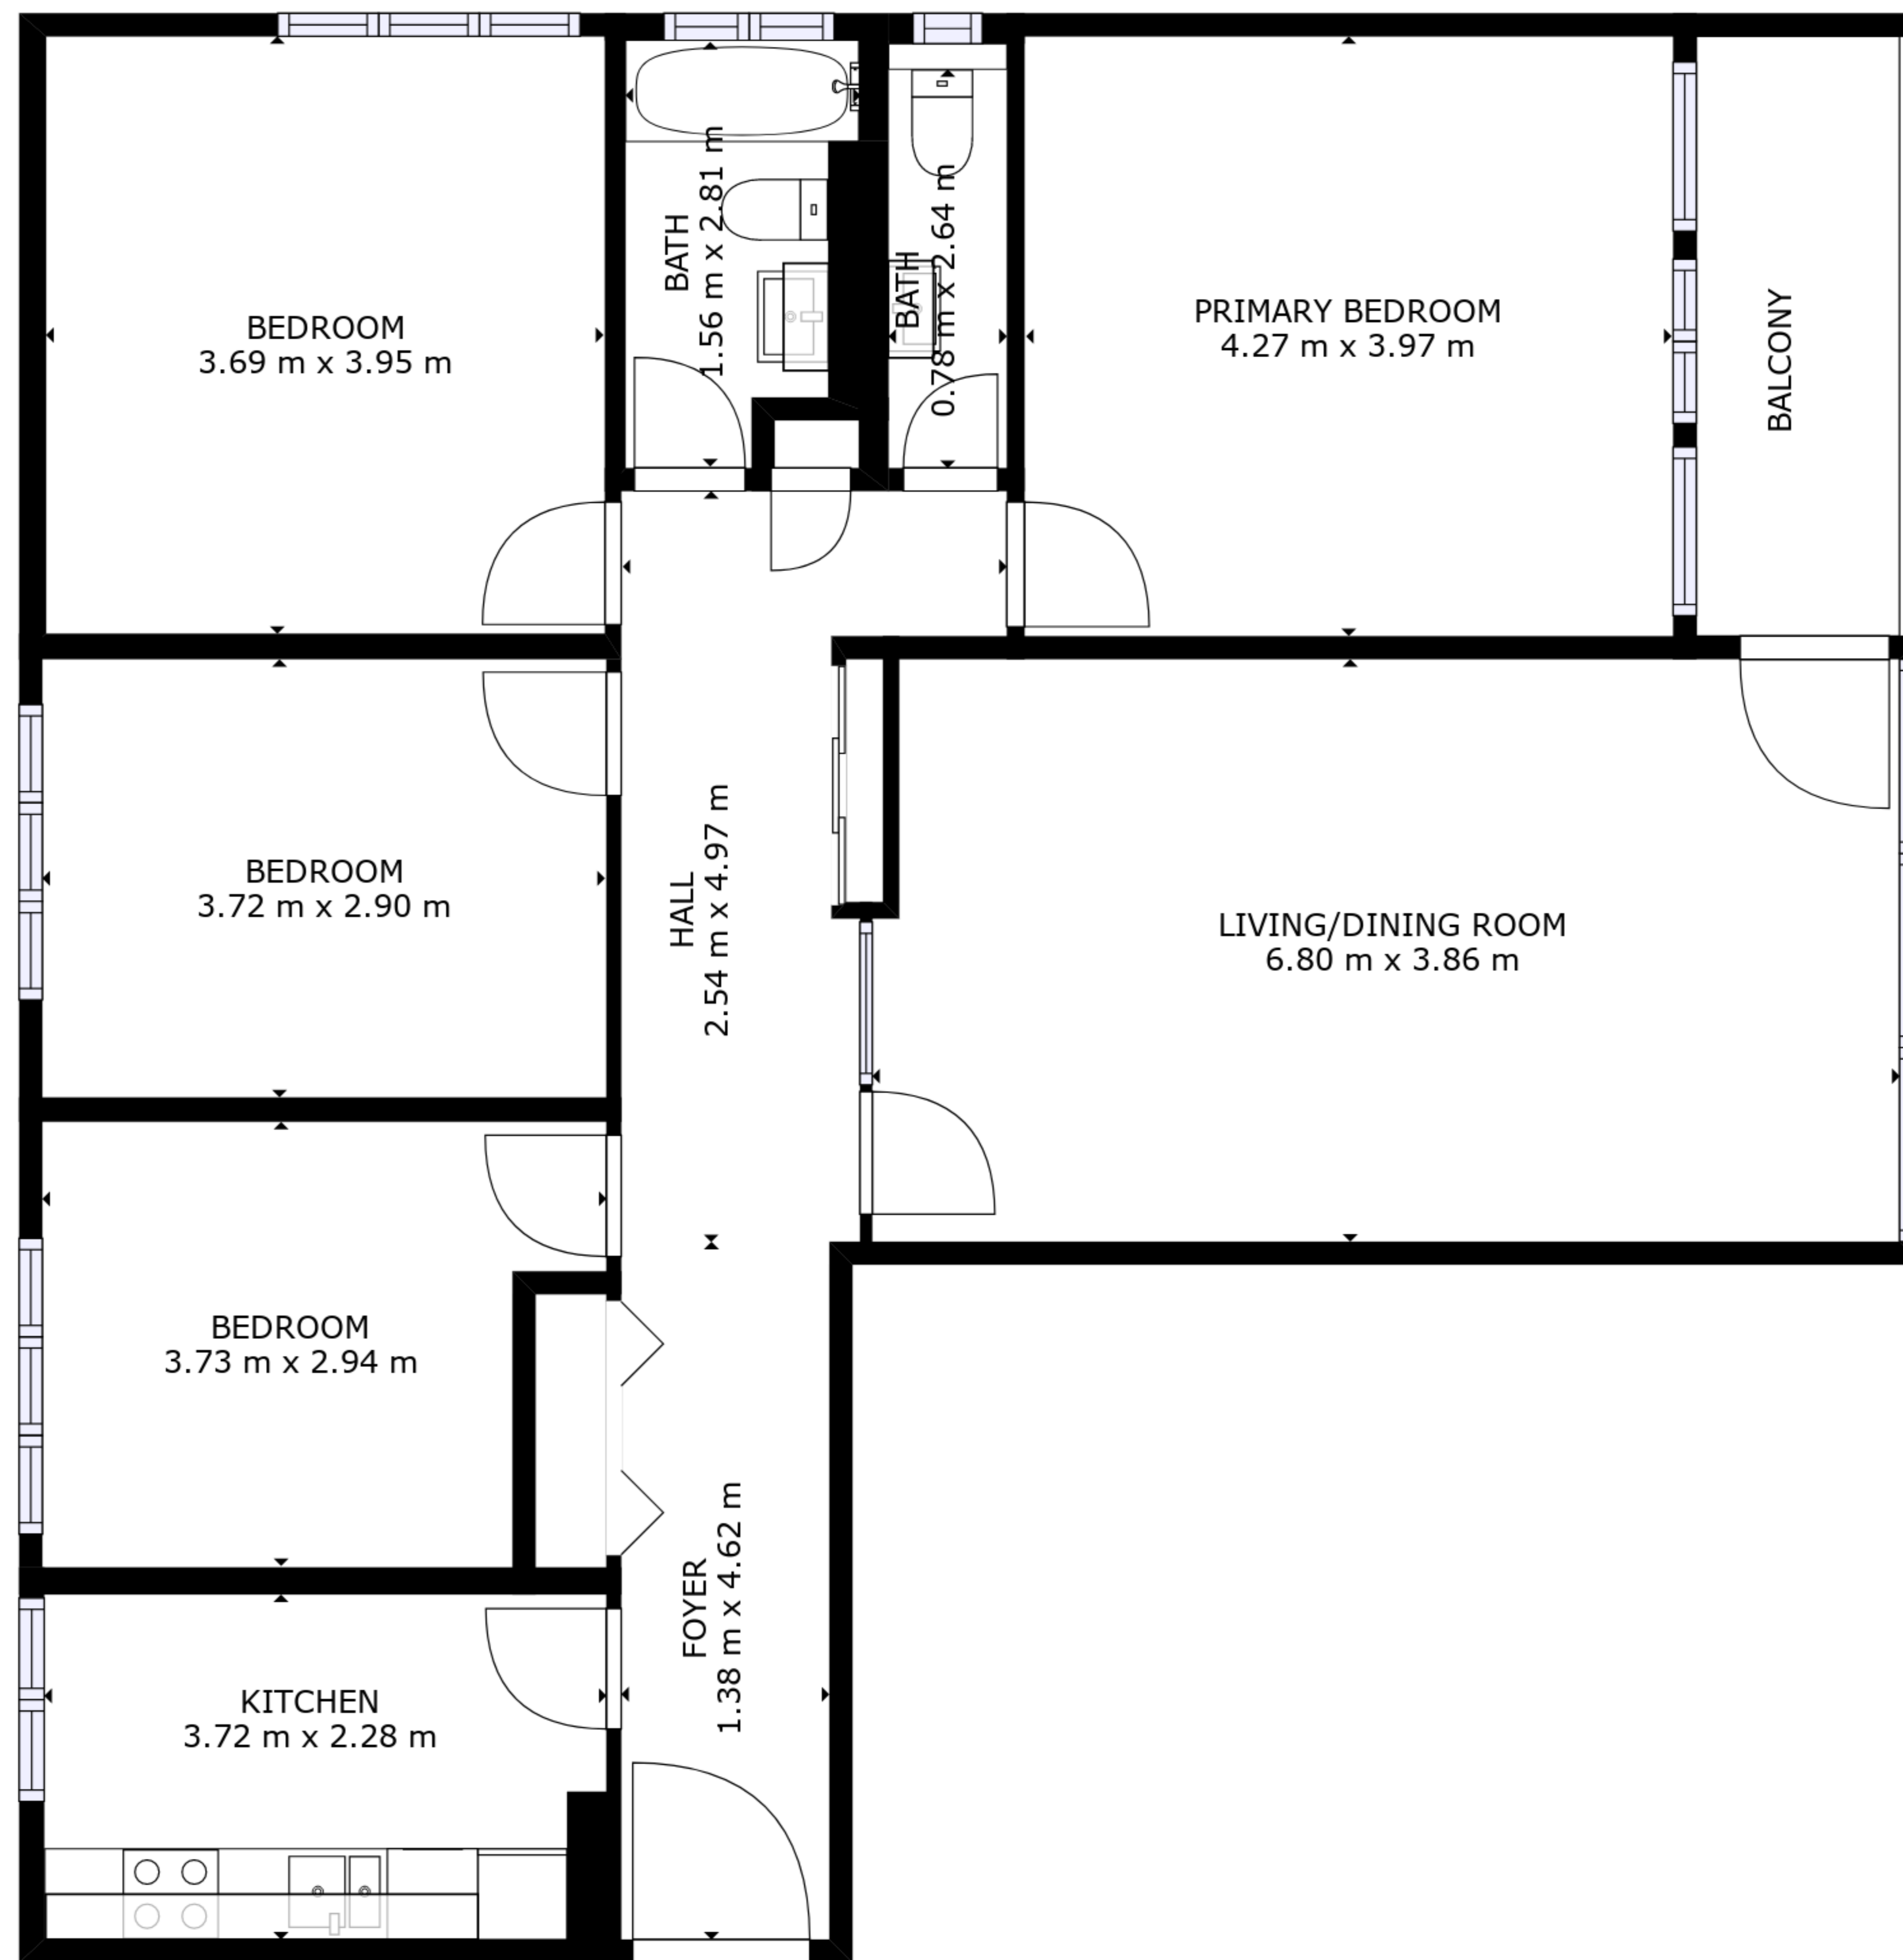 BEDROOM
3.69 m x 3.95 m
BATH
1.56 m x 2.81 m
BATH
0.78 m x 2.64 m
PRIMARY BEDROOM
4.27 m x 3.97 m
BALCONY
BEDROOM
3.72 m x 2.90 m
HALL
2.54 m x 4.97 m
LIVING/DINING ROOM
6.80 m x 3.86 m
BEDROOM
3.73 m x 2.94 m
FOYER
1.38 m x 4.62 m
KITCHEN
3.72 m x 2.28 m